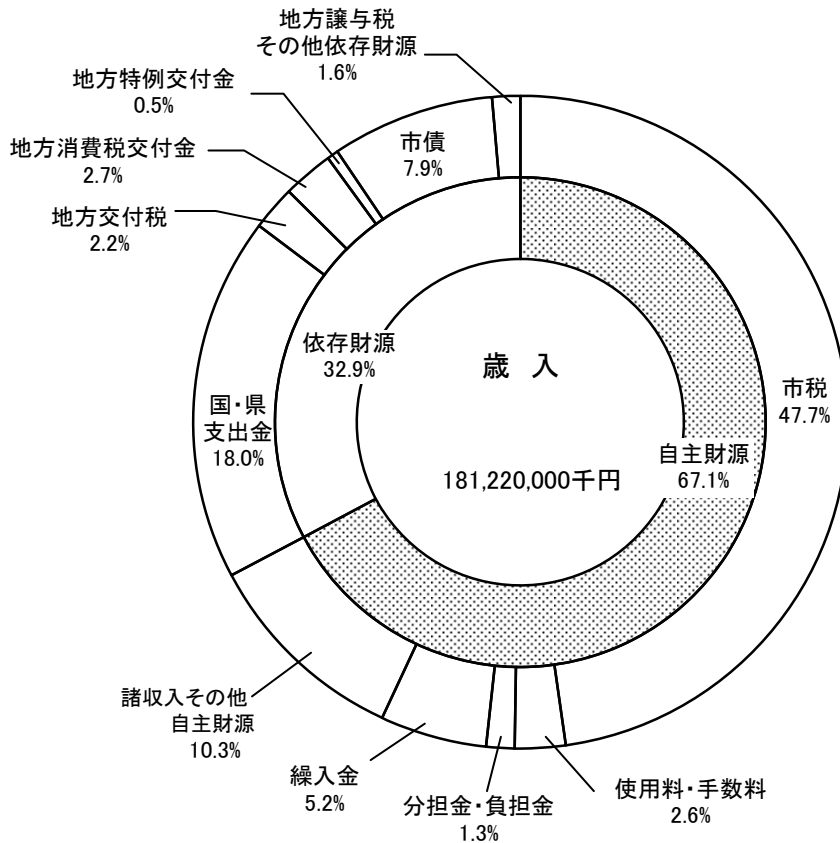 地方譲与税
その他依存財源
1.6%
地方特例交付金
0.5%
地方消費税交付金
2.7%
地方交付税
2.2%
市債
7.9%
依存財源
32.9%
歳 入
181,220,000千円
国・県
支出金
18.0%
市税
47.7%
自主財源
67.1%
諸収入その他
自主財源
10.3%
繰入金
5.2%
分担金・負担金
1.3%
使用料・手数料
2.6%